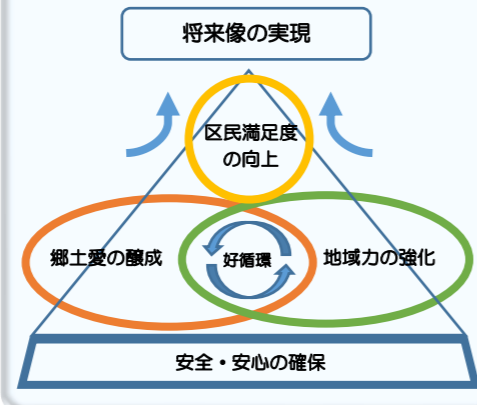 将来像の実現
区民満足度
の向上
郷土愛の醸成
好循環
地域力の強化
安全・安心の確保